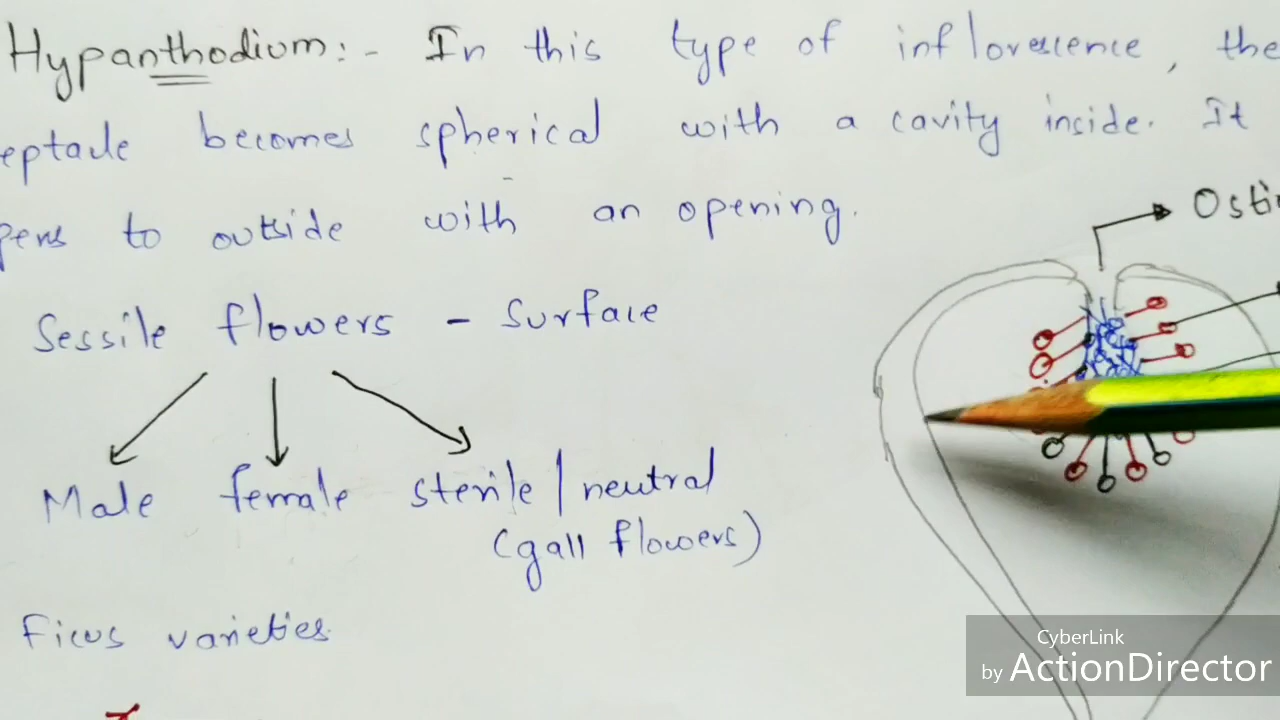 Hypanthodium:- In this type of inflorescence, the
eptacle becomes spherical with a cavity inside. It
pens to outside with an opening.
Ostio
Sessile flowers - Surface
Male female sterile/neutral
(gall flowers)
Ficus varieties
CyberLink
by ActionDirector